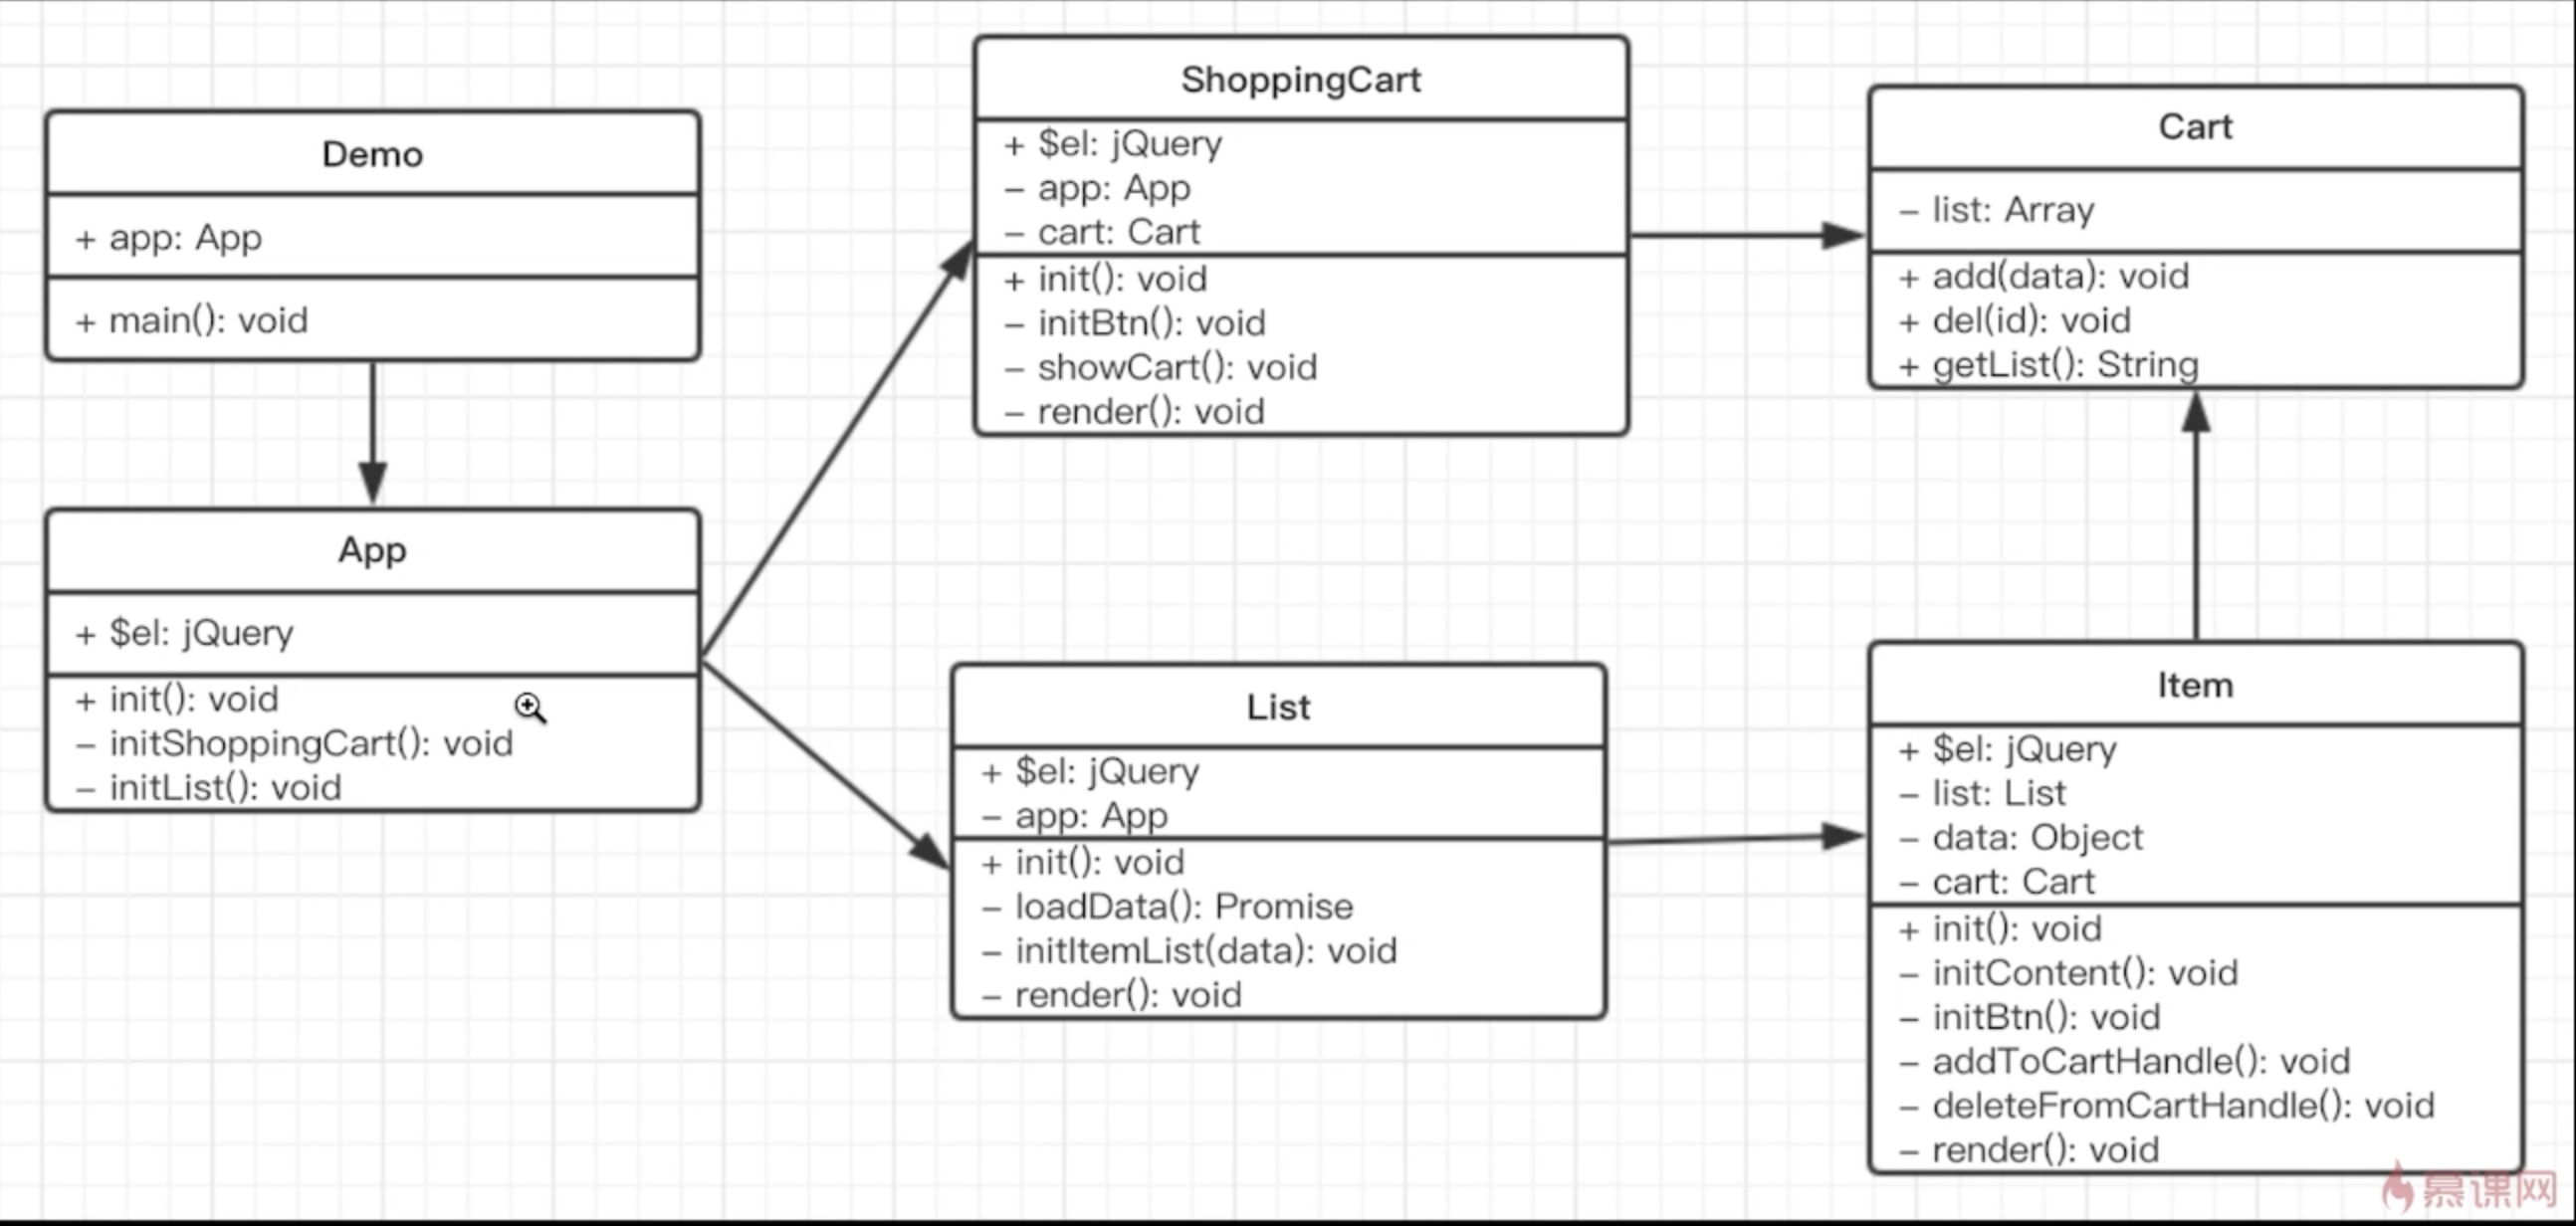 Demo
+ app: App
+ main(): void
App
+ $el: jQuery
+ init(): void
– initShoppingCart(): void
– initList(): void
ShoppingCart
+ $el: jQuery
– app: App
– cart: Cart
+ init(): void
– initBtn(): void
– showCart(): void
– render(): void
List
+ $el: jQuery
– app: App
+ init(): void
– loadData(): Promise
– initItemList(data): void
– render(): void
Cart
– list: Array
+ add(data): void
+ del(id): void
+ getList(): String
Item
+ $el: jQuery
– list: List
– data: Object
– cart: Cart
+ init(): void
– initContent(): void
– initBtn(): void
– addToCartHandle(): void
– deleteFromCartHandle(): void
– render(): void
慕课网